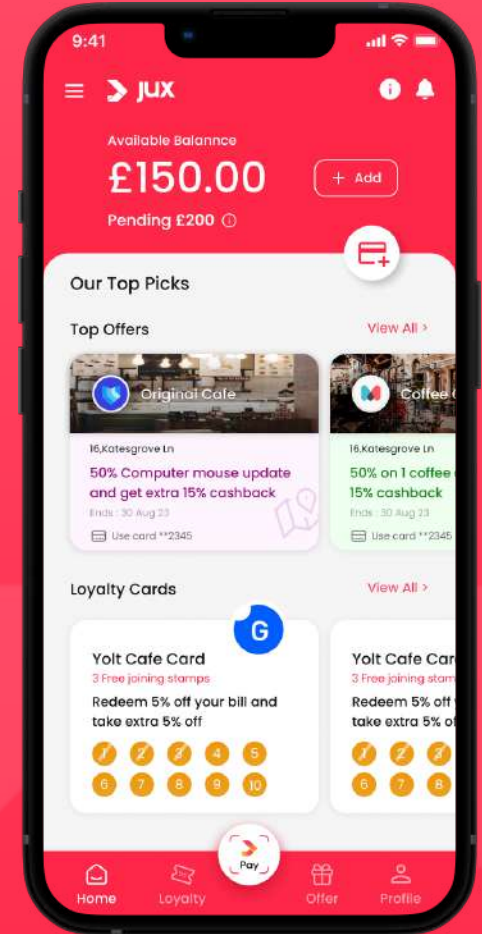 9:41
JUX
Available Balannce
£150.00
+ Add
Pending £200
Our Top Picks
Top Offers
View All >
Original Cafe
16,Katesgrove Ln
50% Computer mouse update
and get extra 15% cashback
Ends : 30 Aug 23
Use card **2345
Coffee
16,Katesgrove Ln
50% on 1 coffee
15% cashback
Ends : 30 Aug 23
Use card **2345
Loyalty Cards
View All >
G
Yolt Cafe Card
3 Free joining stamps
Redeem 5% off your bill and
take extra 5% off
1 2 3 4 5
6 7 8 9 10
Yolt Cafe Car
3 Free joining stam
Redeem 5% off
take extra 5% of
1 2 3
6 7 8
Pay
Home
Loyalty
Offer
Profile